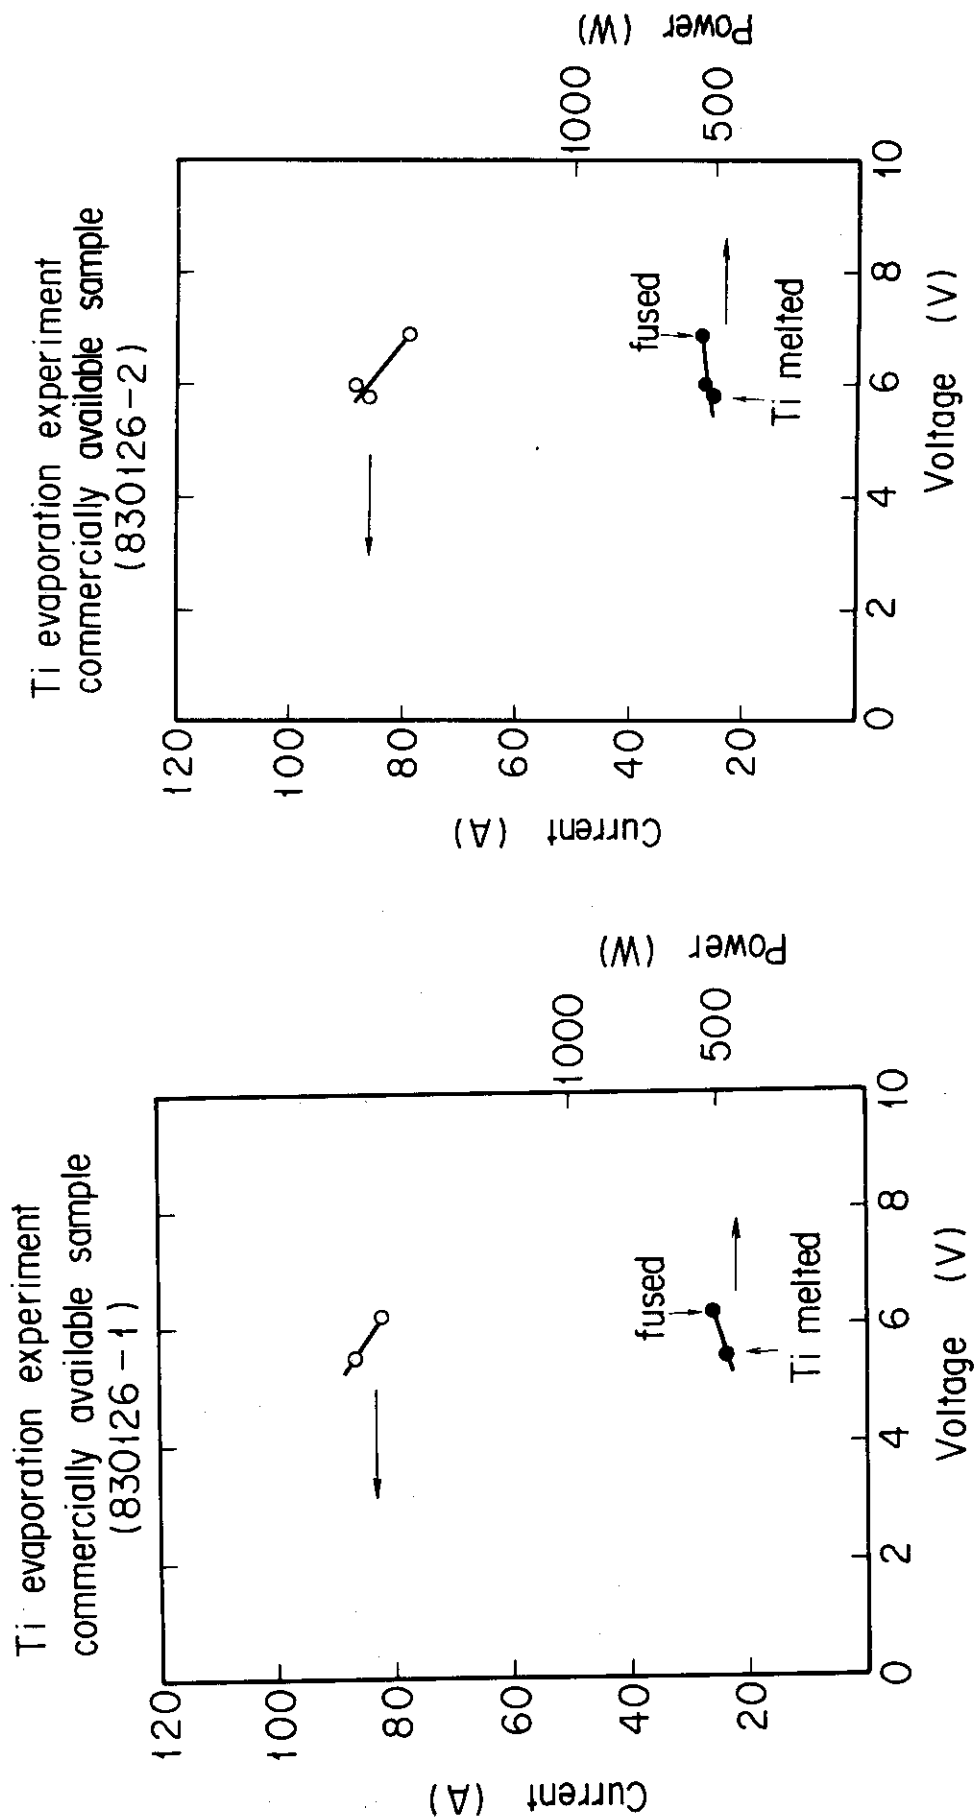 Ti evaporation experiment
commercially available sample
(830126-1)
120
100
80
60
40
20
Current (A)
0
2
4
6
8
10
Voltage (V)
1000
500
Power (W)
fused
Ti melted
Ti evaporation experiment
commercially available sample
(830126-2)
120
100
80
60
40
20
Current (A)
0
2
4
6
8
10
Voltage (V)
1000
500
Power (W)
fused
Ti melted